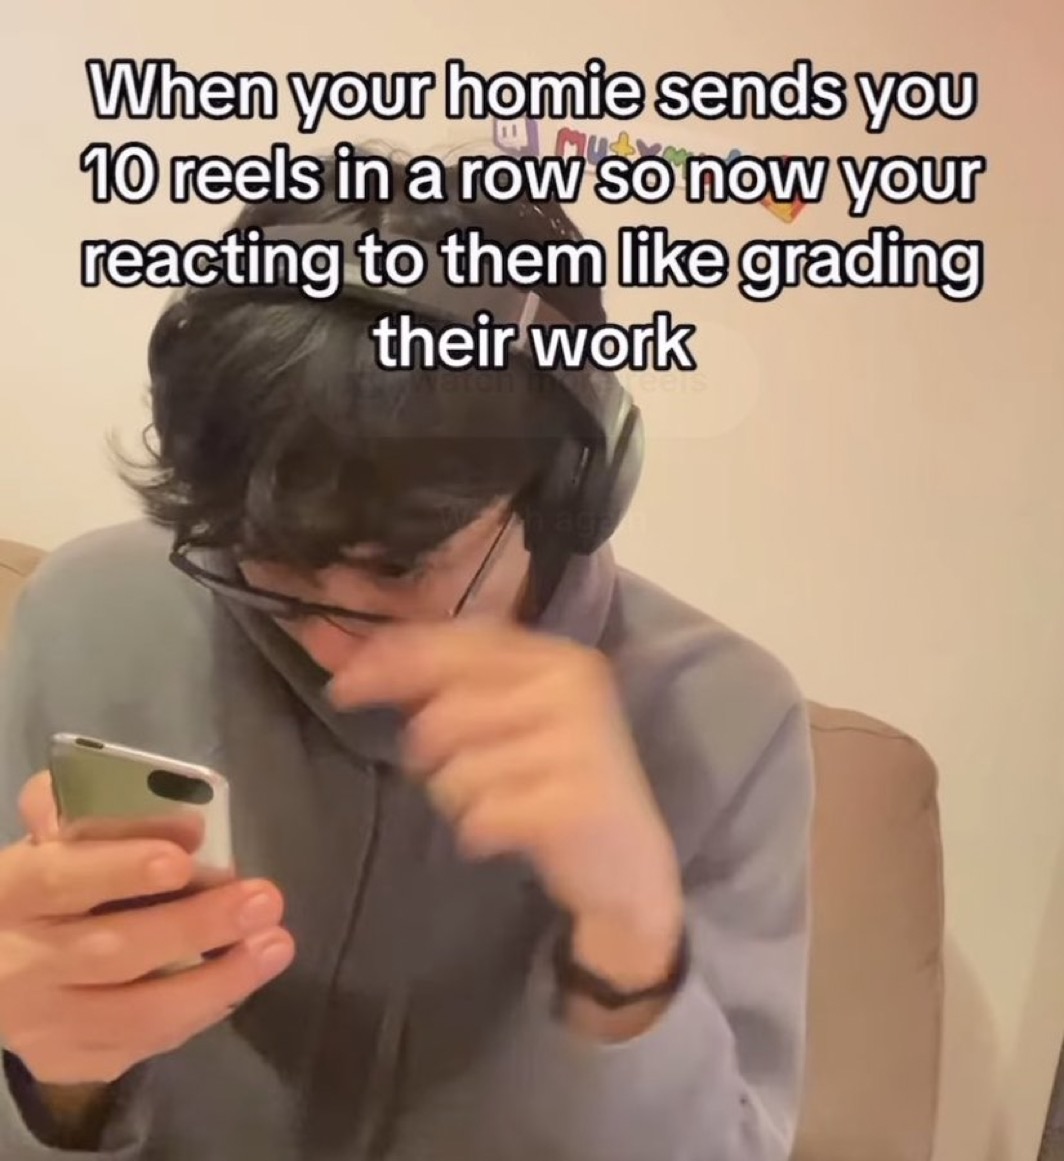 When your homie sends you
10 reels in a row so now your
reacting to them like grading
their work